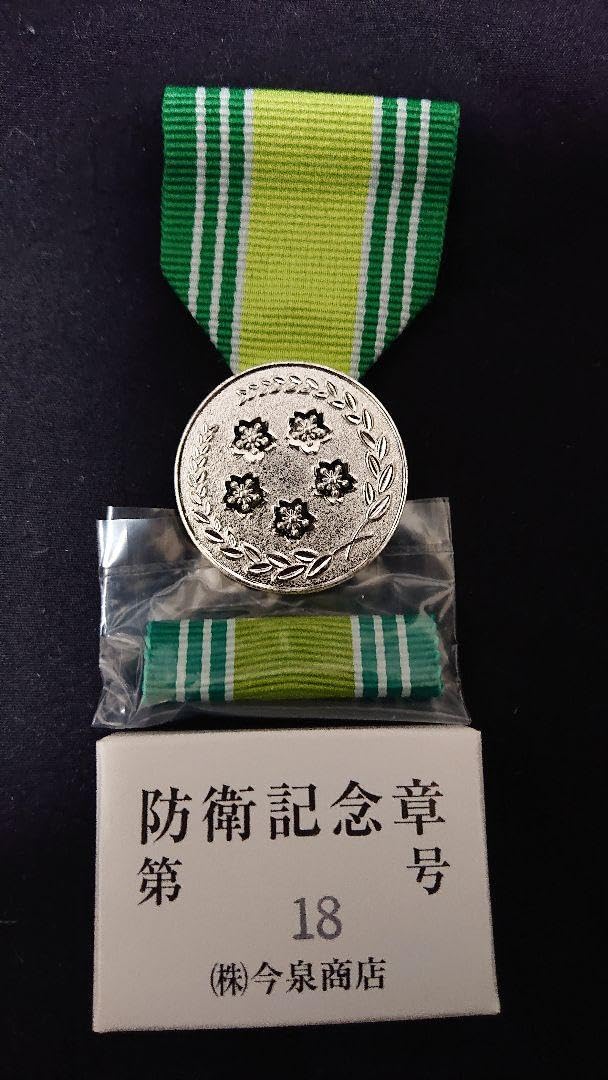 防衛記念章
第 号
18
㈱今泉商店